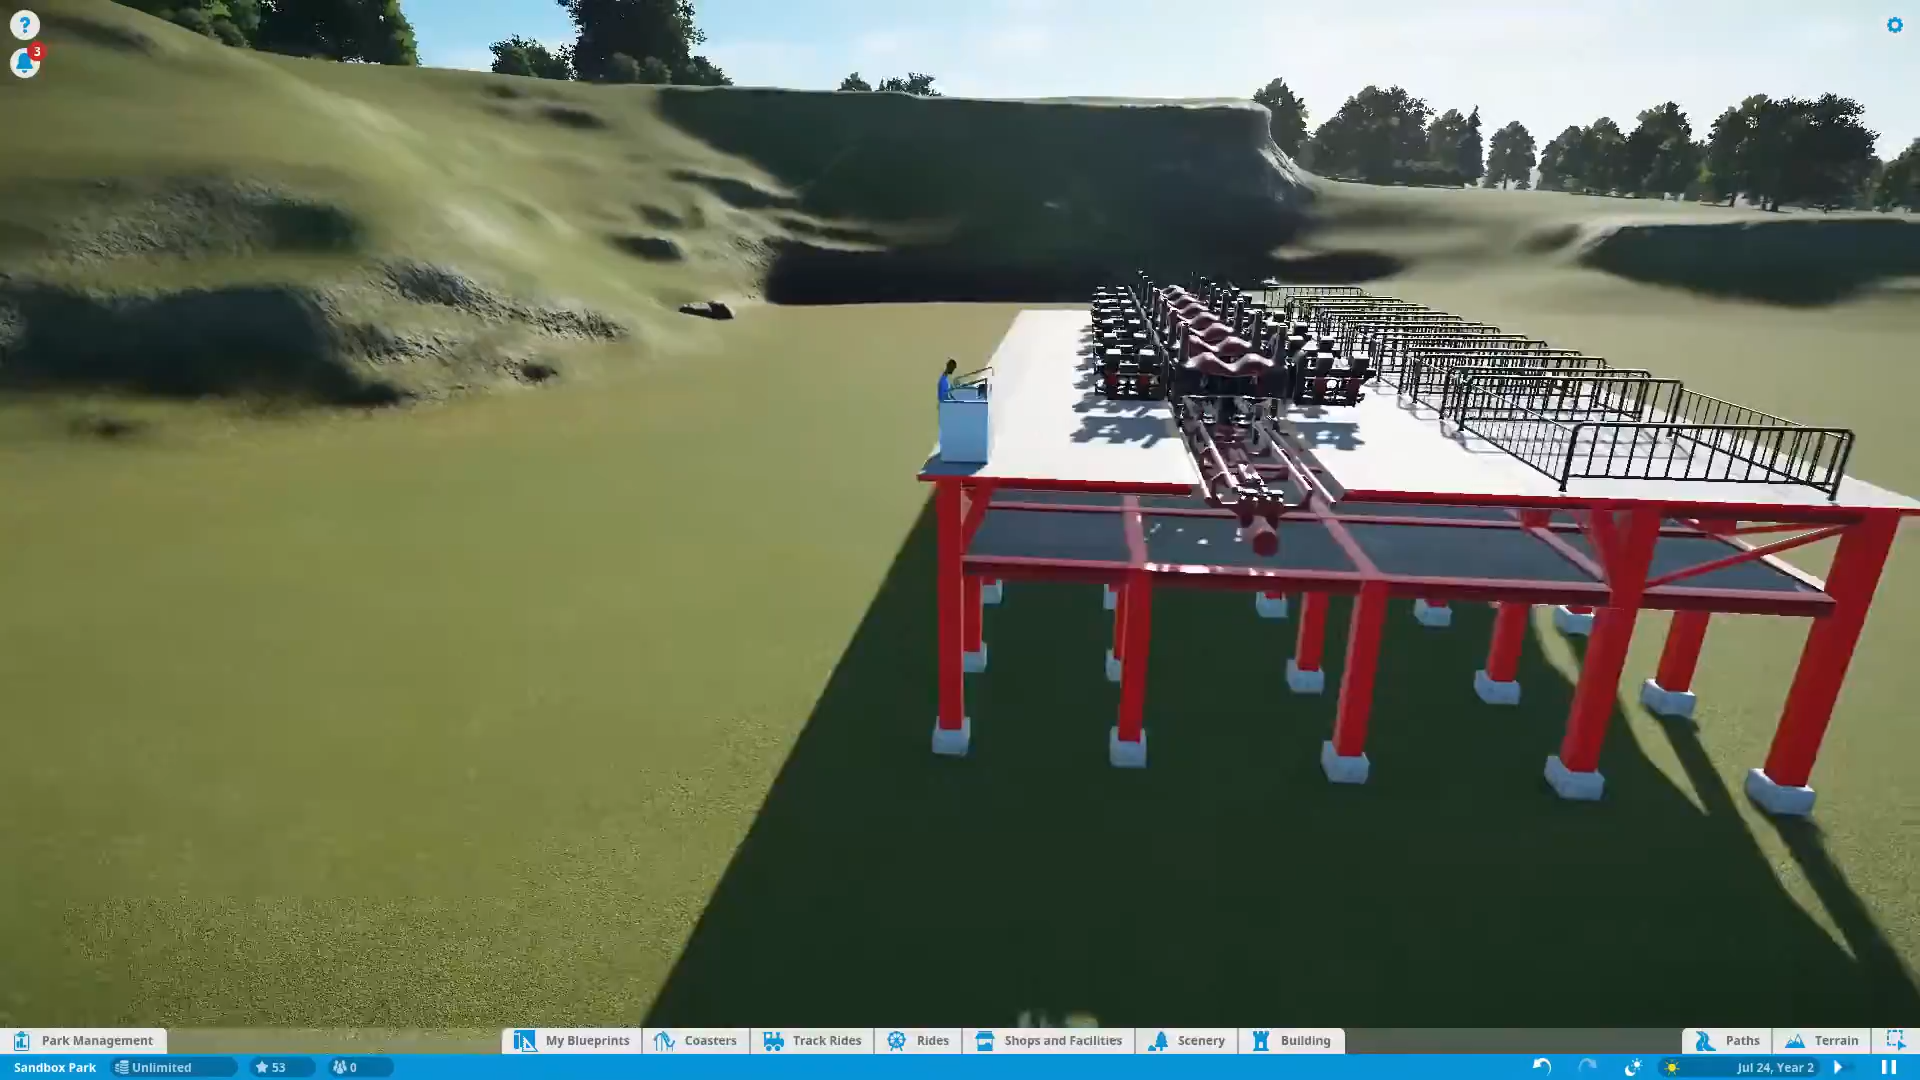 ?
3
Park Management
My Blueprints
Coasters
Track Rides
Rides
Shops and Facilities
Scenery
Building
Paths
Terrain
Sandbox Park
Unlimited
53
0
Jul 24, Year 2